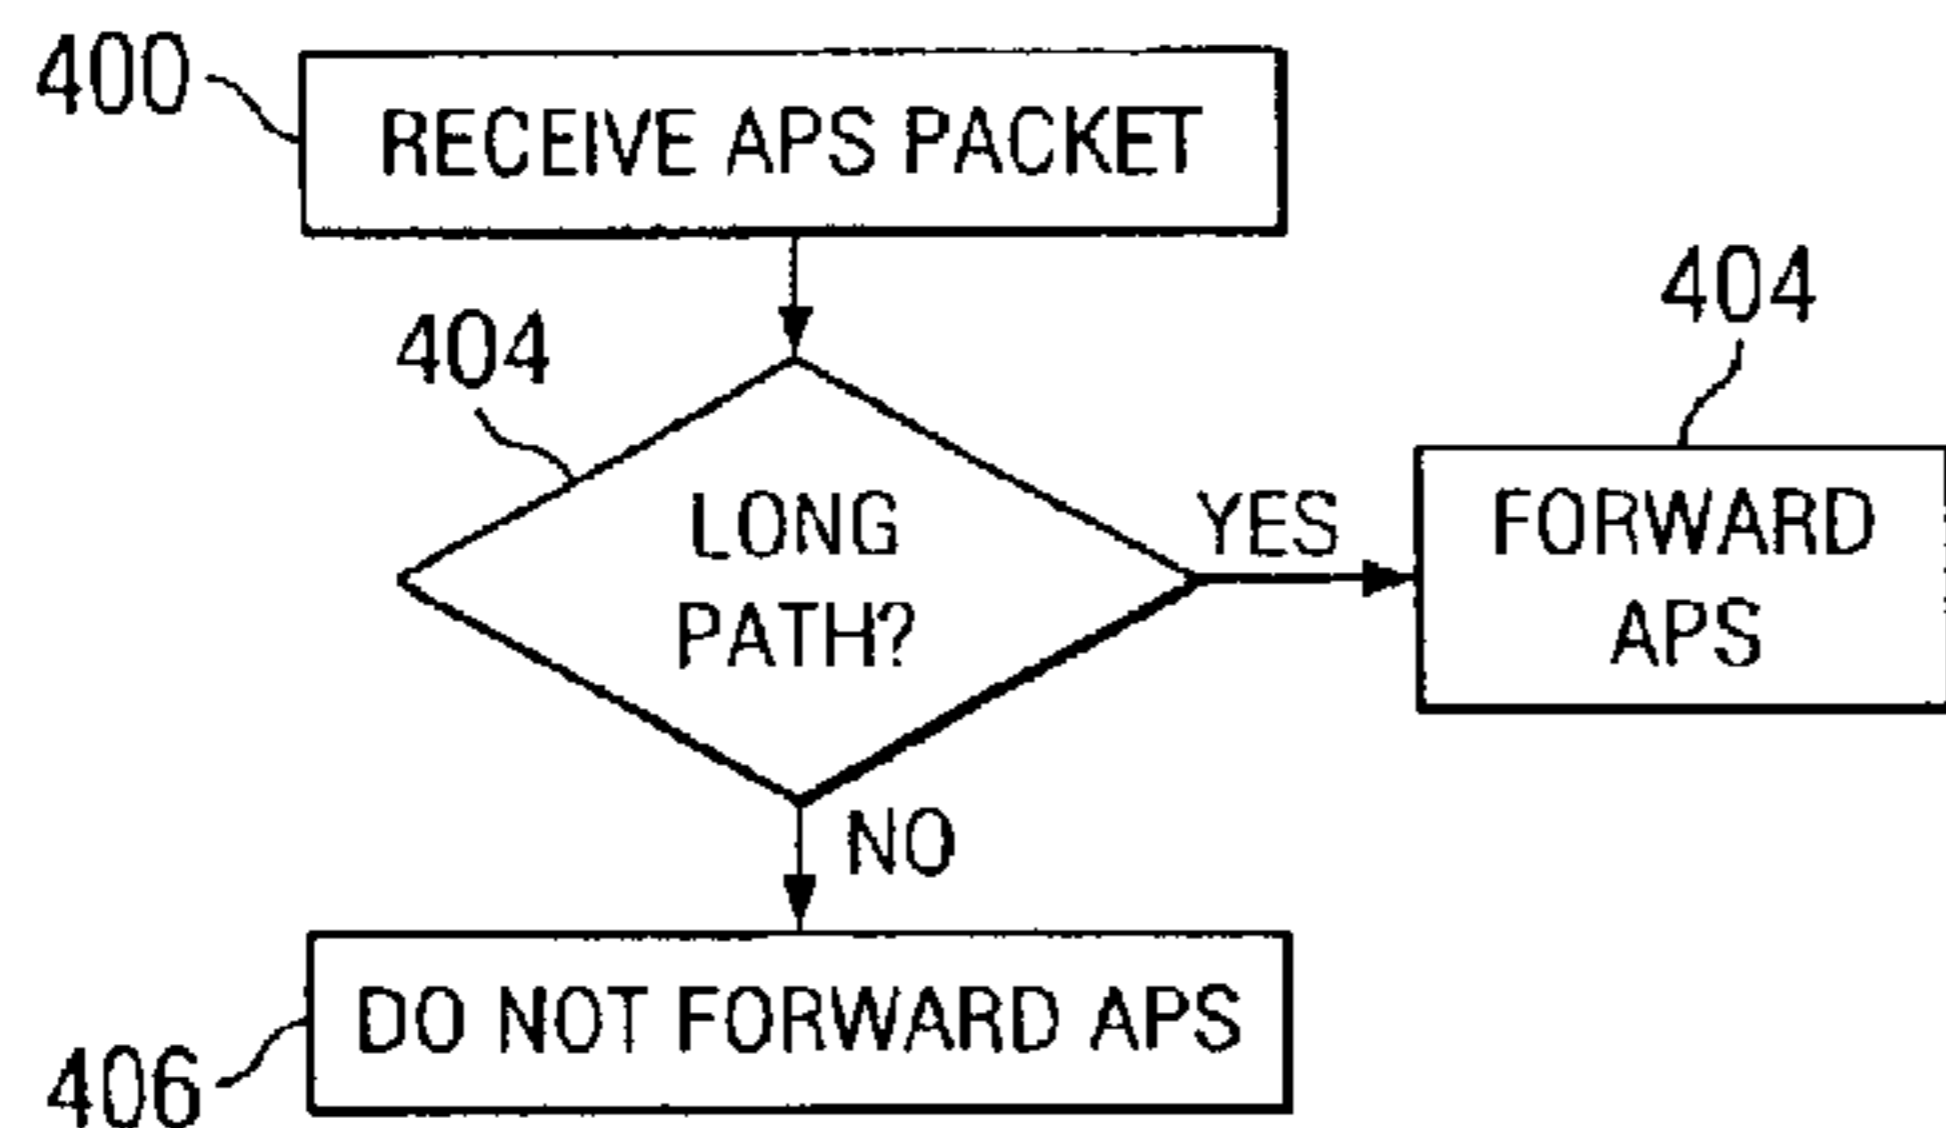 400
RECEIVE APS PACKET
404
404
LONG
PATH?
YES
FORWARD
APS
NO
DO NOT FORWARD APS
406